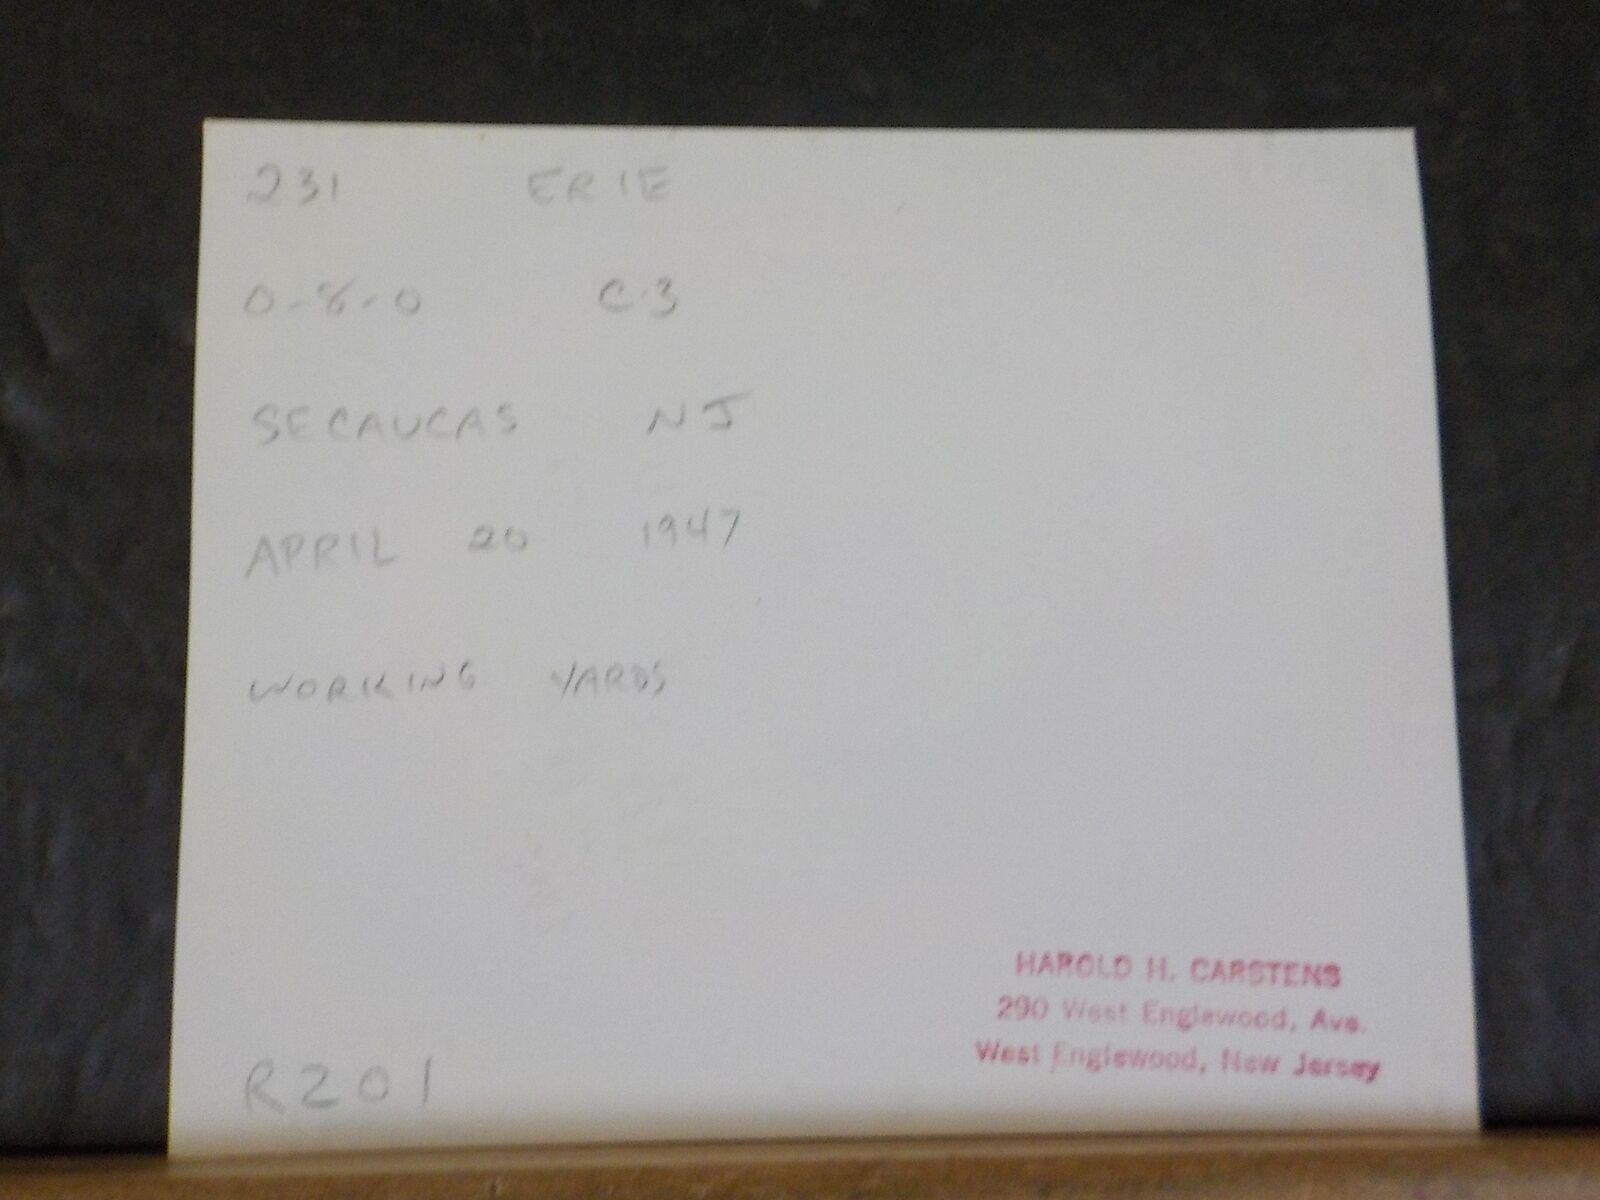 231 ERIE
0-8-0 C-3
SECAUCAS NJ
APRIL 20 1947
WORKING YARDS
R201
HAROLD H. CARSTENS
290 West Englewood, Ave.
West Englewood, New Jersey